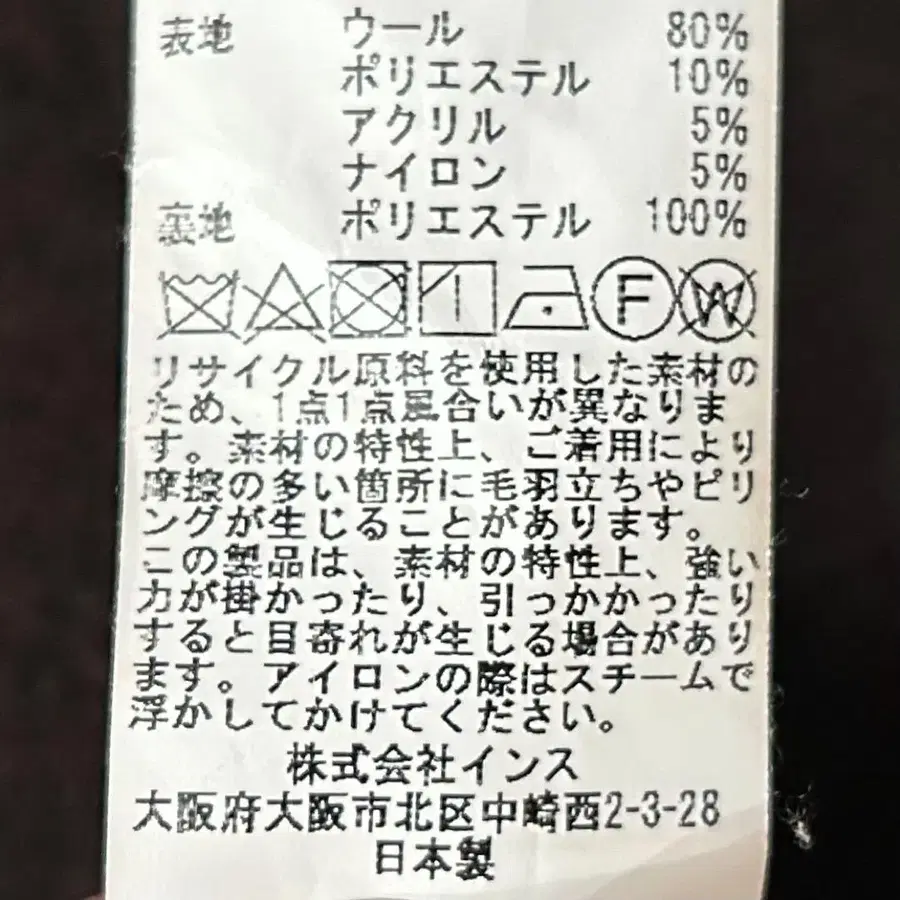 表地 ウール 80%
ポリエステル 10%
アクリル 5%
ナイロン 5%
裏地 ポリエステル 100%
F W
リサイクル原料を使用した素材の
ため、1点1点風合いが異なりま
す。素材の特性上、ご着用により
摩擦の多い箇所に毛羽立ちやピリ
ングが生じることがあります。
この製品は、素材の特性上、強い
力が掛かったり、引っかかったり
すると目寄れが生じる場合があり
ます。アイロンの際はスチームで
浮かしてかけてください。
株式会社インス
大阪府大阪市北区中崎西2-3-28
日本製